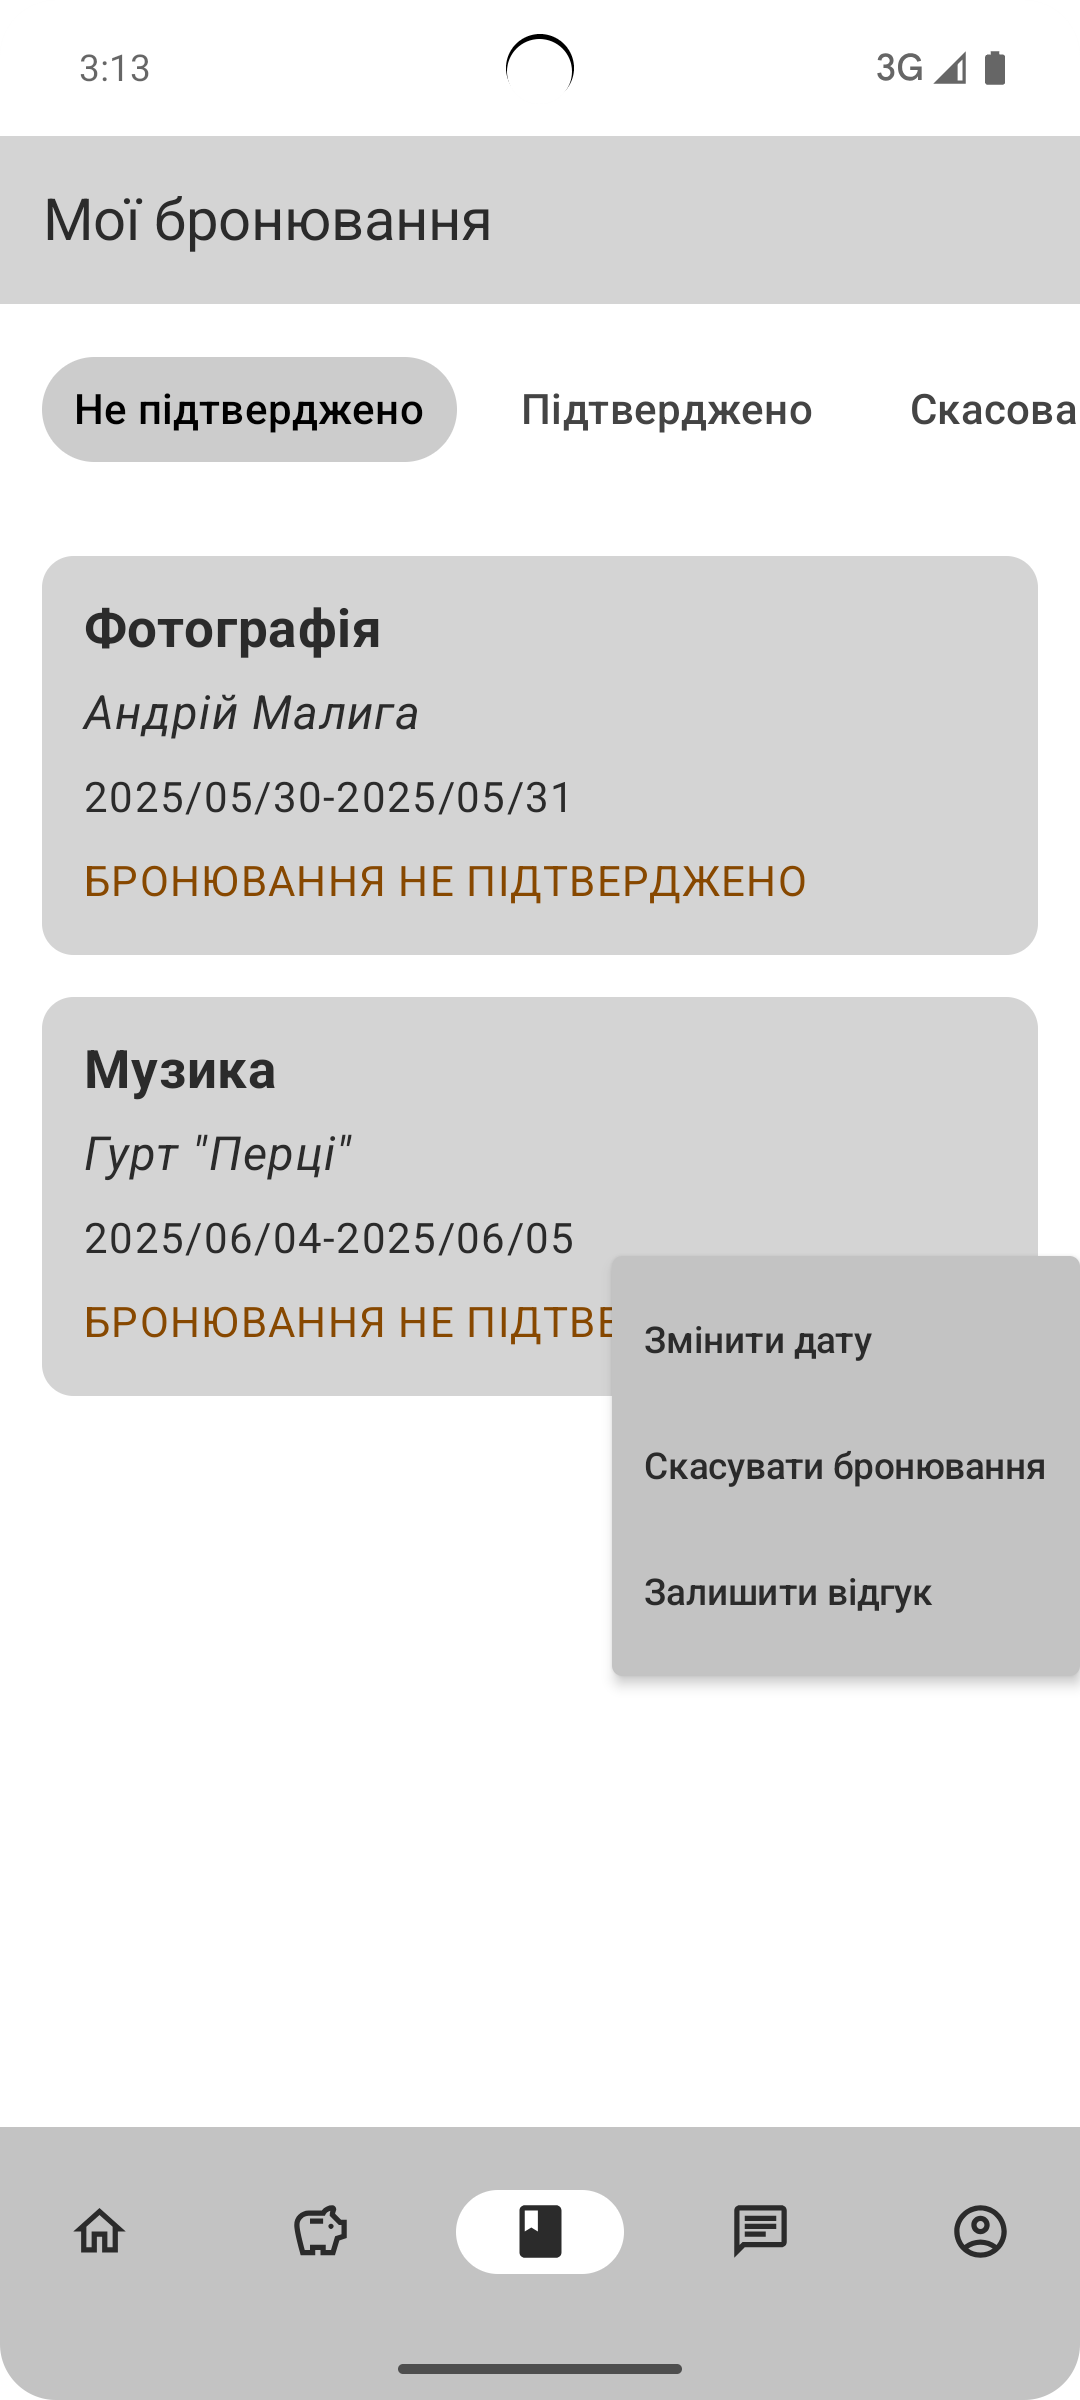 3:13
3G
Мої бронювання
Не підтверджено
Підтверджено
Скасова
Фотографія
Андрій Малига
2025/05/30-2025/05/31
БРОНЮВАННЯ НЕ ПІДТВЕРДЖЕНО
Музика
Гурт "Перці"
2025/06/04-2025/06/05
БРОНЮВАННЯ НЕ ПІДТВЕ
Змінити дату
Скасувати бронювання
Залишити відгук